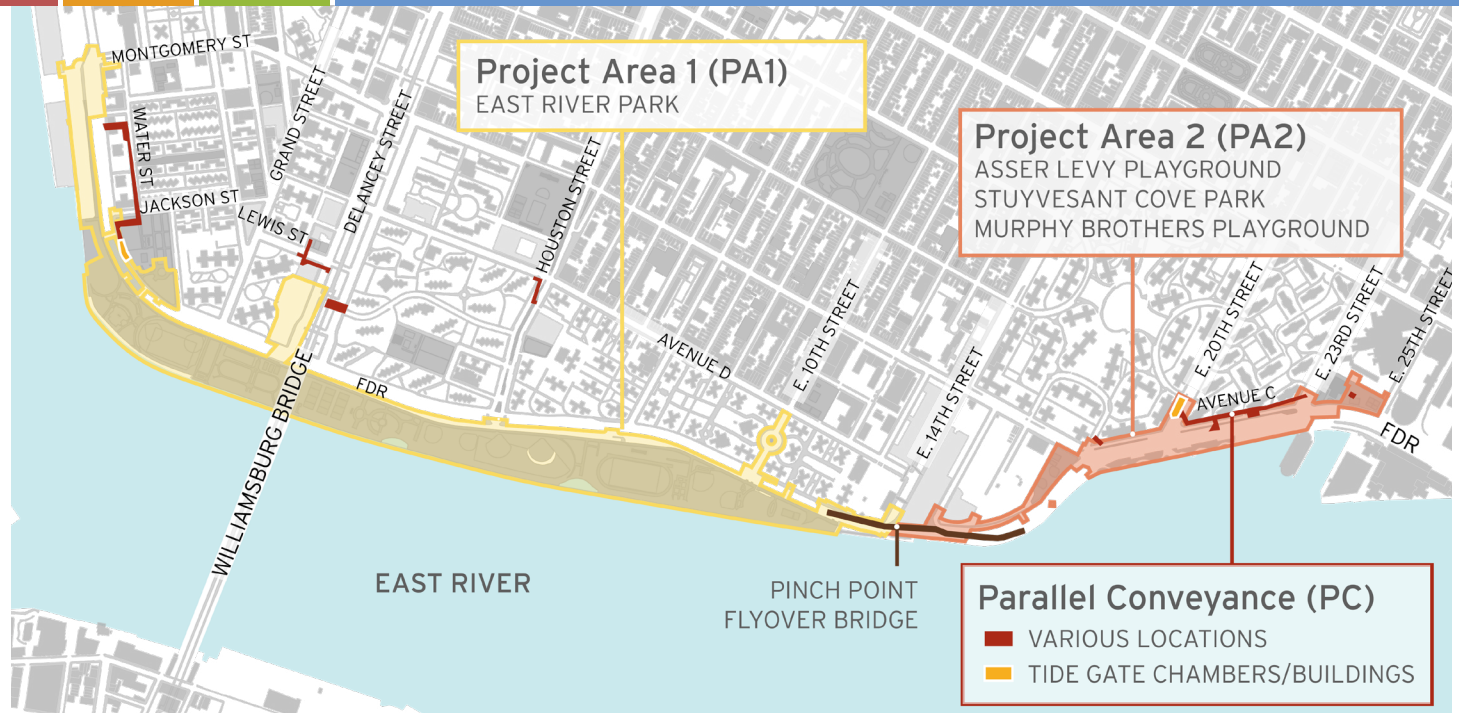 MONTGOMERY ST
WATER ST
JACKSON ST
GRAND STREET
LEWIS ST
DELANCEY STREET
Project Area 1 (PA1)
EAST RIVER PARK
HOUSTON STREET
Project Area 2 (PA2)
ASSER LEVY PLAYGROUND
STUYVESANT COVE PARK
MURPHY BROTHERS PLAYGROUND
AVENUE D
E. 10TH STREET
E. 14TH STREET
E. 20TH STREET
E. 23RD STREET
E. 25TH STREET
AVENUE C
FDR
FDR
WILLIAMSBURG BRIDGE
EAST RIVER
PINCH POINT
FLYOVER BRIDGE
Parallel Conveyance (PC)
VARIOUS LOCATIONS
TIDE GATE CHAMBERS/BUILDINGS